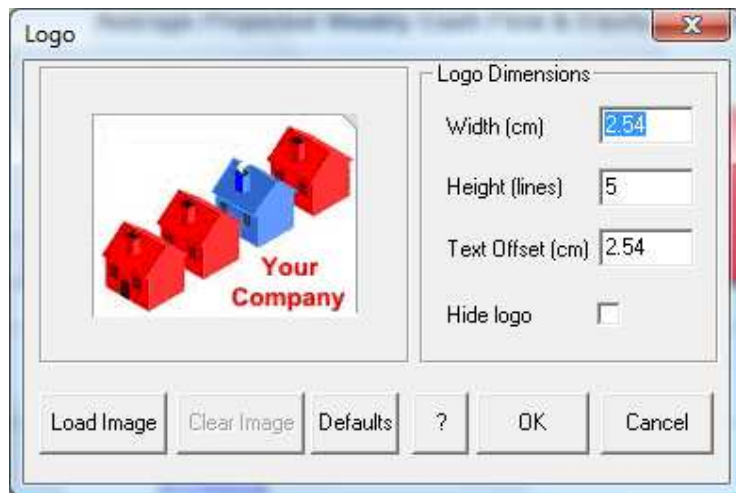 Logo
Logo Dimensions
Width (cm) 2.54
Height (lines) 5
Text Offset (cm) 2.54
Hide logo
Your
Company
Load Image Clear Image Defaults ? OK Cancel